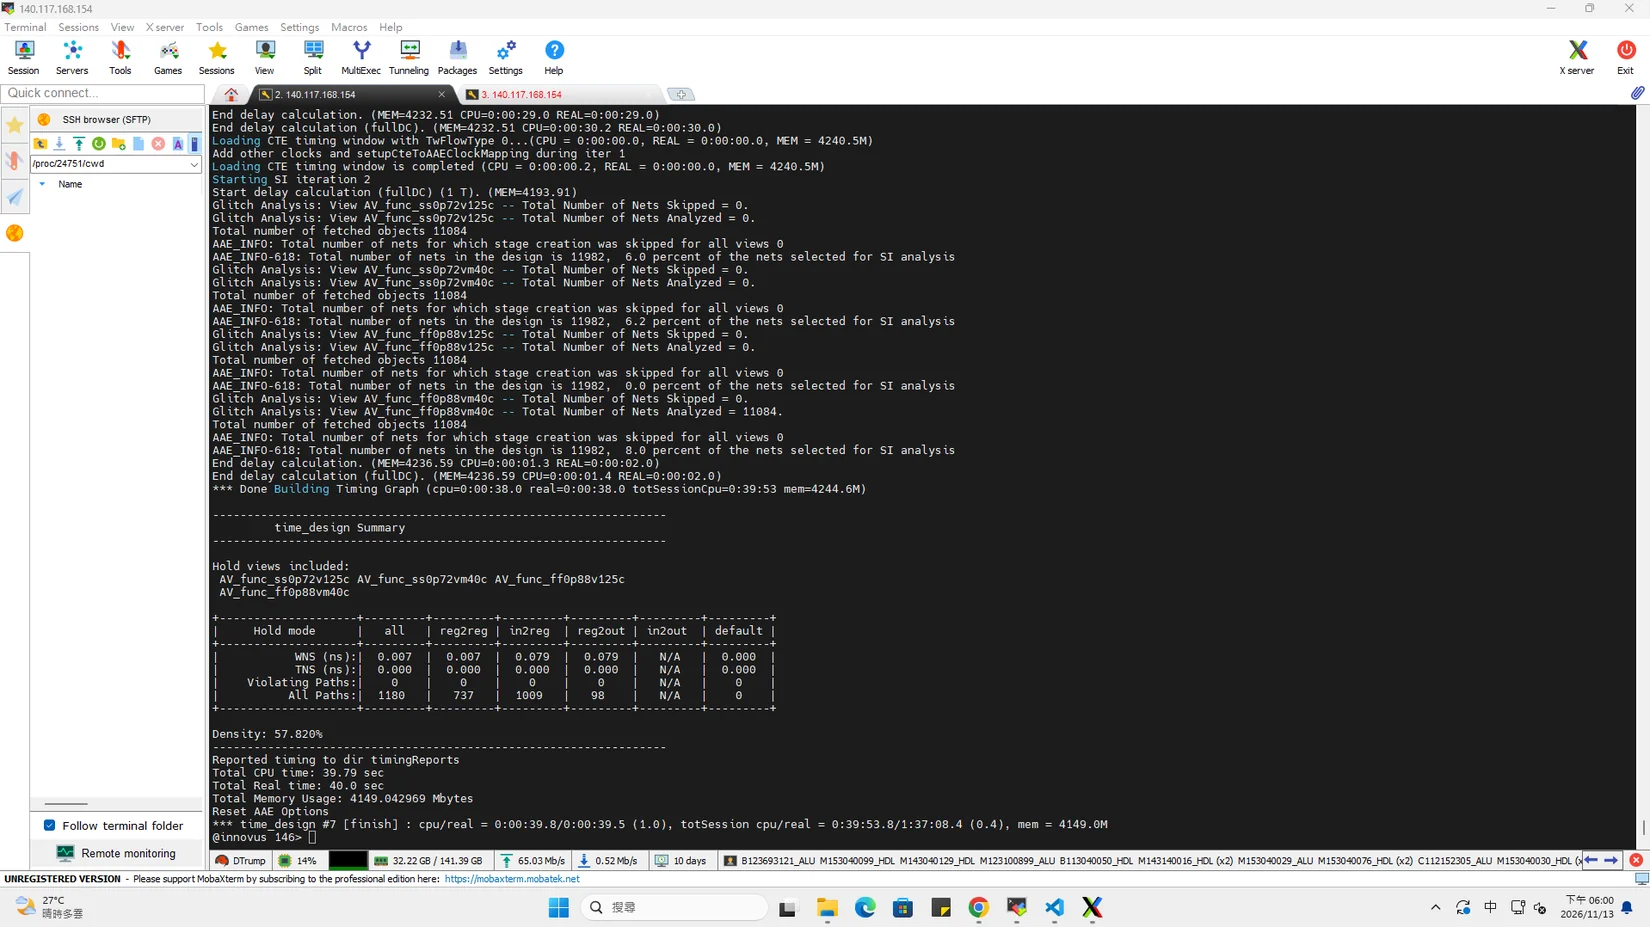 140.117.168.154
Terminal Sessions View X server Tools Games Settings Macros Help
Session Servers Tools Games Sessions View Split MultiExec Tunneling Packages Settings Help X server Exit
Quick connect...
2. 140.117.168.154
3. 140.117.168.154
SSH browser (SFTP)
/proc/24751/cwd
Name
Follow terminal folder
Remote monitoring
End delay calculation. (MEM=4232.51 CPU=0:00:29.0 REAL=0:00:29.0)
End delay calculation (fullDC). (MEM=4232.51 CPU=0:00:30.2 REAL=0:00:30.0)
Loading CTE timing window with TwFlowType 0...(CPU = 0:00:00.0, REAL = 0:00:00.0, MEM = 4240.5M)
Add other clocks and setupCteToAAEClockMapping during iter 1
Loading CTE timing window is completed (CPU = 0:00:00.2, REAL = 0:00:00.0, MEM = 4240.5M)
Starting SI iteration 2
Start delay calculation (fullDC) (1 T). (MEM=4193.91)
Glitch Analysis: View AV_func_ss0p72v125c -- Total Number of Nets Skipped = 0.
Glitch Analysis: View AV_func_ss0p72v125c -- Total Number of Nets Analyzed = 0.
Total number of fetched objects 11084
AAE_INFO: Total number of nets for which stage creation was skipped for all views 0
AAE_INFO-618: Total number of nets in the design is 11982,  6.0 percent of the nets selected for SI analysis
Glitch Analysis: View AV_func_ss0p72vm40c -- Total Number of Nets Skipped = 0.
Glitch Analysis: View AV_func_ss0p72vm40c -- Total Number of Nets Analyzed = 0.
Total number of fetched objects 11084
AAE_INFO: Total number of nets for which stage creation was skipped for all views 0
AAE_INFO-618: Total number of nets in the design is 11982,  6.2 percent of the nets selected for SI analysis
Glitch Analysis: View AV_func_ff0p88v125c -- Total Number of Nets Skipped = 0.
Glitch Analysis: View AV_func_ff0p88v125c -- Total Number of Nets Analyzed = 0.
Total number of fetched objects 11084
AAE_INFO: Total number of nets for which stage creation was skipped for all views 0
AAE_INFO-618: Total number of nets in the design is 11982,  0.0 percent of the nets selected for SI analysis
Glitch Analysis: View AV_func_ff0p88vm40c -- Total Number of Nets Skipped = 0.
Glitch Analysis: View AV_func_ff0p88vm40c -- Total Number of Nets Analyzed = 11084.
Total number of fetched objects 11084
AAE_INFO: Total number of nets for which stage creation was skipped for all views 0
AAE_INFO-618: Total number of nets in the design is 11982,  8.0 percent of the nets selected for SI analysis
End delay calculation. (MEM=4236.59 CPU=0:00:01.3 REAL=0:00:02.0)
End delay calculation (fullDC). (MEM=4236.59 CPU=0:00:01.4 REAL=0:00:02.0)
*** Done Building Timing Graph (cpu=0:00:38.0 real=0:00:38.0 totSessionCpu=0:39:53 mem=4244.6M)
------------------------------------------------------------------
time_design Summary
------------------------------------------------------------------
Hold views included:
AV_func_ss0p72v125c AV_func_ss0p72vm40c AV_func_ff0p88v125c
AV_func_ff0p88vm40c
+--------------------+---------+---------+---------+---------+---------+---------+
| Hold mode | all | reg2reg | in2reg | reg2out | in2out | default |
+--------------------+---------+---------+---------+---------+---------+---------+
| WNS (ns):| 0.007 | 0.007 | 0.079 | 0.079 | N/A | 0.000 |
| TNS (ns):| 0.000 | 0.000 | 0.000 | 0.000 | N/A | 0.000 |
| Violating Paths:| 0 | 0 | 0 | 0 | N/A | 0 |
| All Paths:| 1180 | 737 | 1009 | 98 | N/A | 0 |
+--------------------+---------+---------+---------+---------+---------+---------+
Density: 57.820%
------------------------------------------------------------------
Reported timing to dir timingReports
Total CPU time: 39.79 sec
Total Real time: 40.0 sec
Total Memory Usage: 4149.042969 Mbytes
Reset AAE Options
*** time_design #7 [finish] : cpu/real = 0:00:39.8/0:00:39.5 (1.0), totSession cpu/real = 0:39:53.8/1:37:08.4 (0.4), mem = 4149.0M
@innovus 146>
DTrump 14% 32.22 GB / 141.39 GB 65.03 Mb/s 0.52 Mb/s 10 days B123693121_ALU M153040099_HDL M143040129_HDL M123100899_ALU B113040050_HDL M143140016_HDL (x2) M153040029_ALU M153040076_HDL (x2) C112152305_ALU M153040030_HDL (x
UNREGISTERED VERSION - Please support MobaXterm by subscribing to the professional edition here: https://mobaxterm.mobatek.net
27°C
晴時多雲
搜尋
中
下午 06:00
2026/11/13